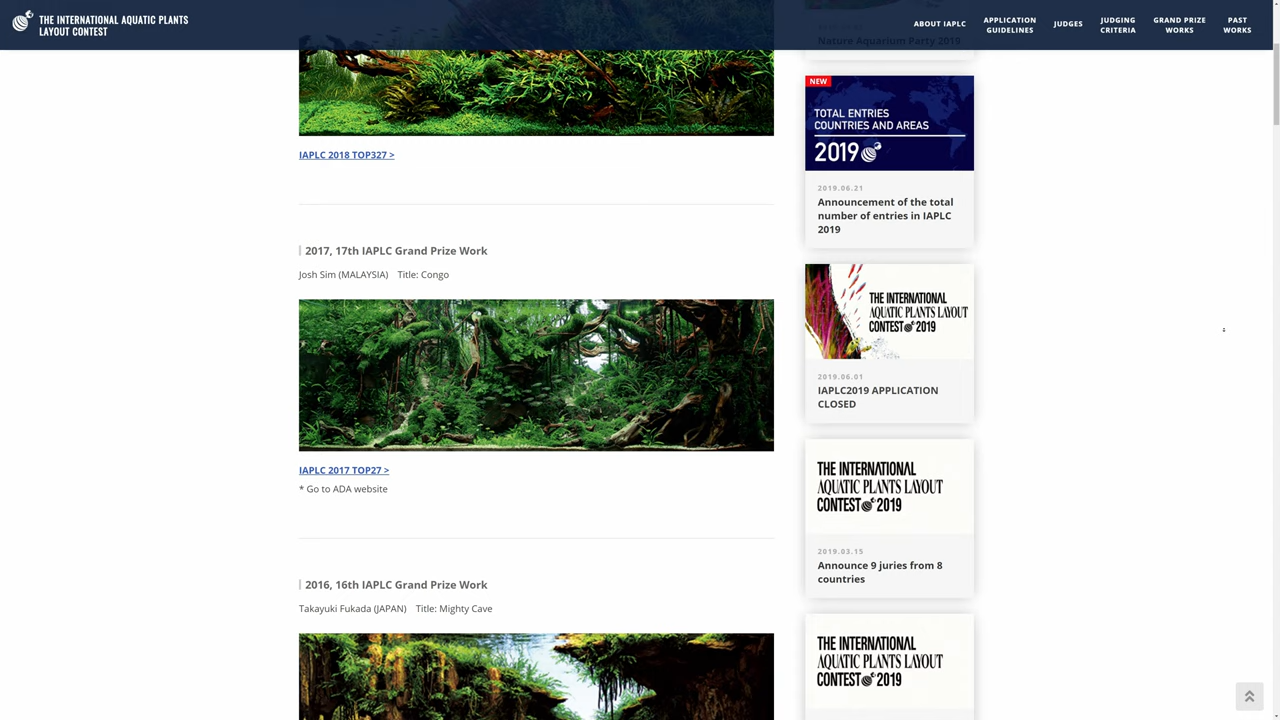 THE INTERNATIONAL AQUATIC PLANTS
LAYOUT CONTEST
ABOUT IAPLC
APPLICATION
GUIDELINES
JUDGES
JUDGING
CRITERIA
GRAND PRIZE
WORKS
PAST
WORKS
IAPLC 2018 TOP327 >
2017, 17th IAPLC Grand Prize Work
Josh Sim (MALAYSIA) Title: Congo
IAPLC 2017 TOP27 >
* Go to ADA website
2016, 16th IAPLC Grand Prize Work
Takayuki Fukada (JAPAN) Title: Mighty Cave
Nature Aquarium Party 2019
NEW
TOTAL ENTRIES
COUNTRIES AND AREAS
2019
2019.06.21
Announcement of the total
number of entries in IAPLC
2019
THE INTERNATIONAL
AQUATIC PLANTS LAYOUT
CONTEST 2019
2019.06.01
IAPLC2019 APPLICATION
CLOSED
THE INTERNATIONAL
AQUATIC PLANTS LAYOUT
CONTEST 2019
2019.03.15
Announce 9 juries from 8
countries
THE INTERNATIONAL
AQUATIC PLANTS LAYOUT
CONTEST 2019